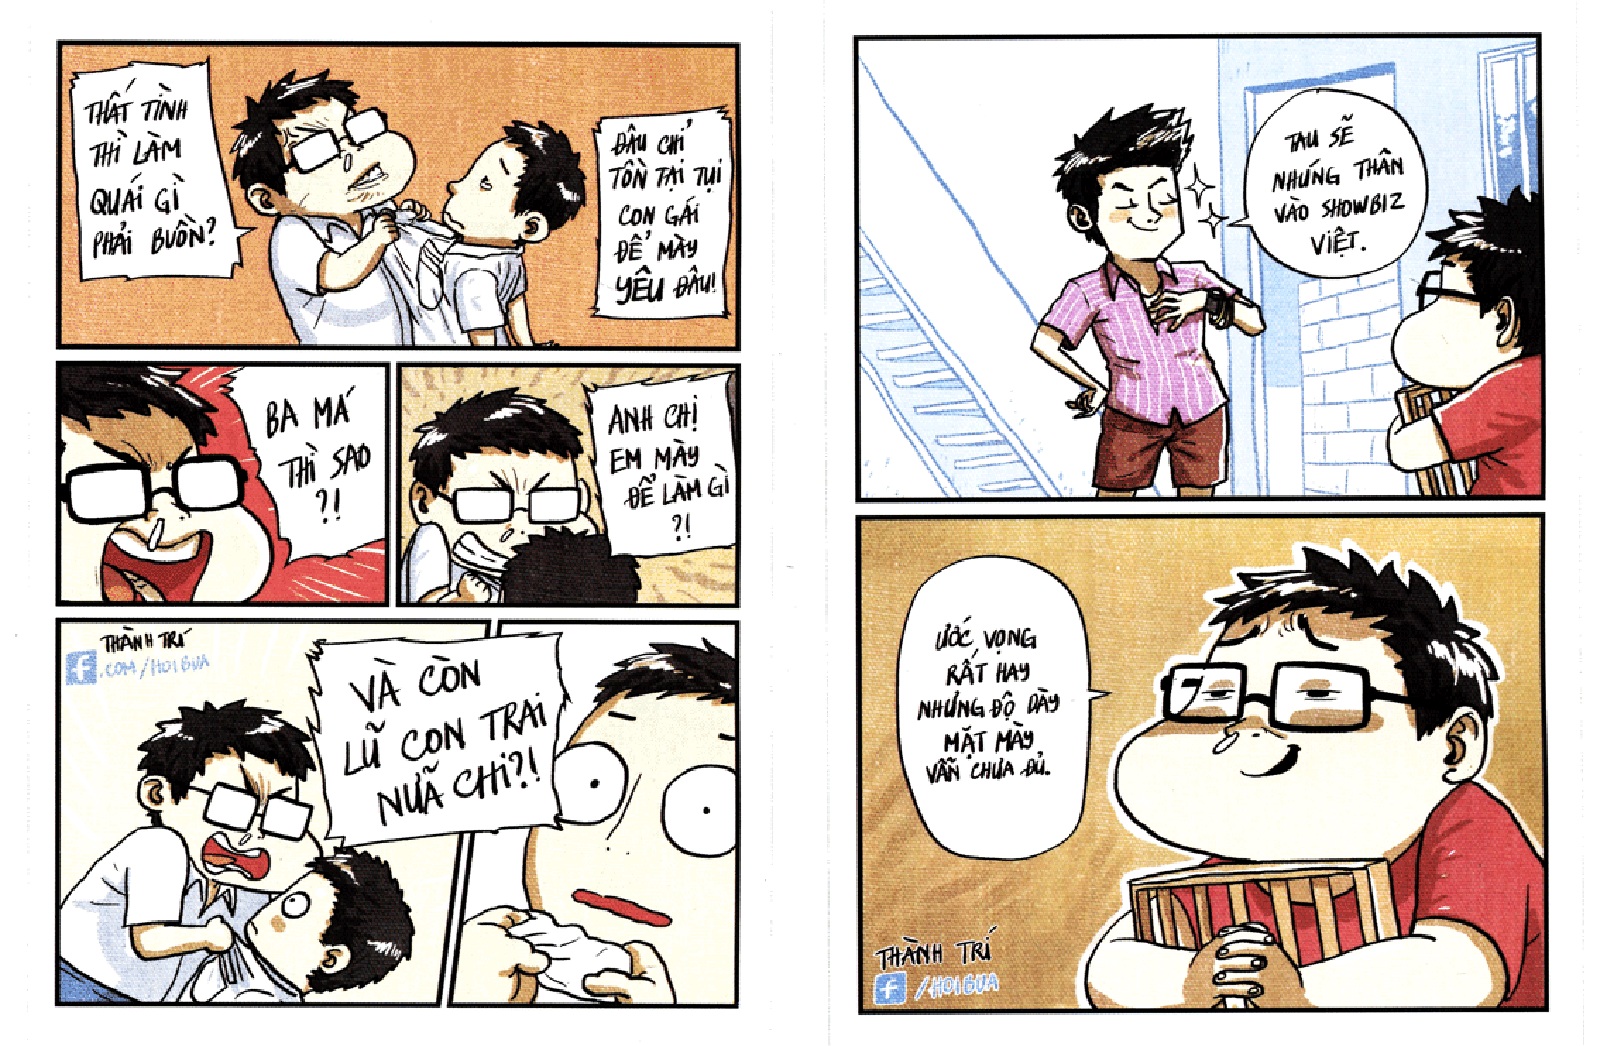 THẤT TÌNH
THÌ LÀM
QUÁI GÌ
PHẢI BUỒN?
ĐÂU CHỈ
TỒN TẠI TỤI
CON GÁI
ĐỂ MÀY
YÊU ĐÂU!
BA MÁ
THÌ SAO
?!
ANH CHỊ
EM MÀY
ĐỂ LÀM GÌ
?!
THÀNH TRÍ
f.COM/HOIBUA
VÀ CÒN
LŨ CON TRAI
NỮA CHI?!
TAU SẼ
NHÚNG THÂN
VÀO SHOWBIZ
VIỆT.
ƯỚC VỌNG
RẤT HAY
NHƯNG ĐỘ DÀY
MẶT MÀY
VẪN CHƯA ĐỦ.
THÀNH TRÍ
f/HOIBUA